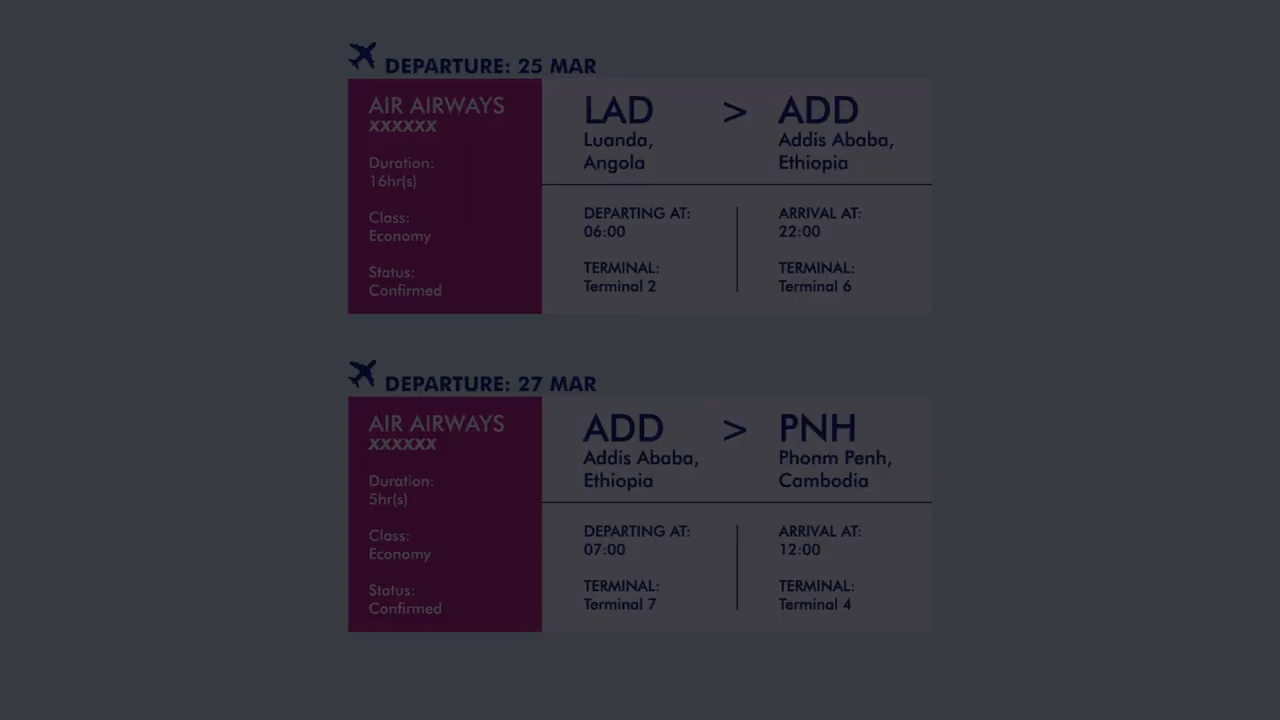 DEPARTURE: 25 MAR
AIR AIRWAYS
XXXXXX
Duration:
16hr(s)
Class:
Economy
Status:
Confirmed
LAD > ADD
Luanda, Addis Ababa,
Angola Ethiopia
DEPARTING AT: ARRIVAL AT:
06:00 22:00
TERMINAL: TERMINAL:
Terminal 2 Terminal 6
DEPARTURE: 27 MAR
AIR AIRWAYS
XXXXXX
Duration:
5hr(s)
Class:
Economy
Status:
Confirmed
ADD > PNH
Addis Ababa, Phonm Penh,
Ethiopia Cambodia
DEPARTING AT: ARRIVAL AT:
07:00 12:00
TERMINAL: TERMINAL:
Terminal 7 Terminal 4